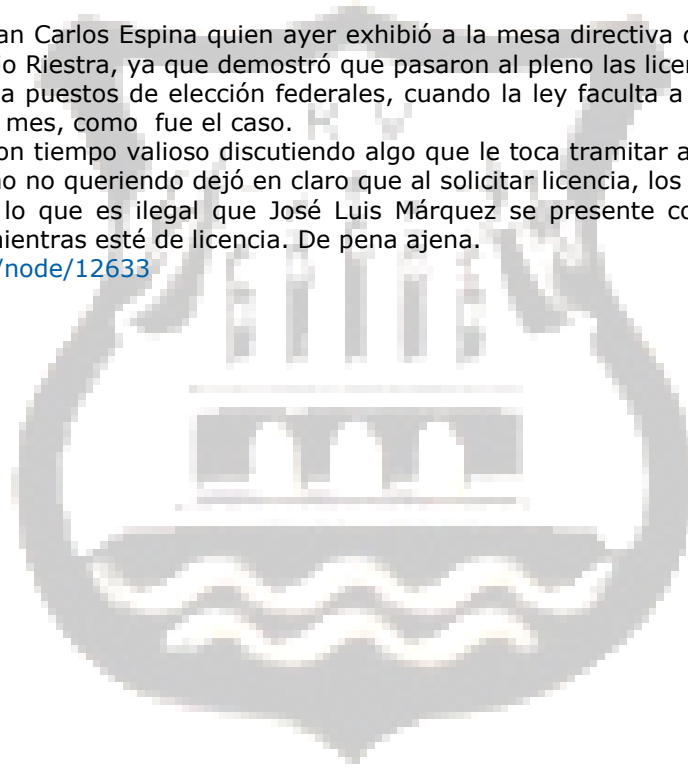 an Carlos Espina quien ayer exhibió a la mesa directiva
io Riestra, ya que demostró que pasaron al pleno las
a puestos de elección federales, cuando la ley faculta a
mes, como fue el caso.
on tiempo valioso discutiendo algo que le toca tramitar a
no queriendo dejó en claro que al solicitar licencia, los
lo que es ilegal que José Luis Márquez se presente
mientras esté de licencia. De pena ajena.
/node/12633